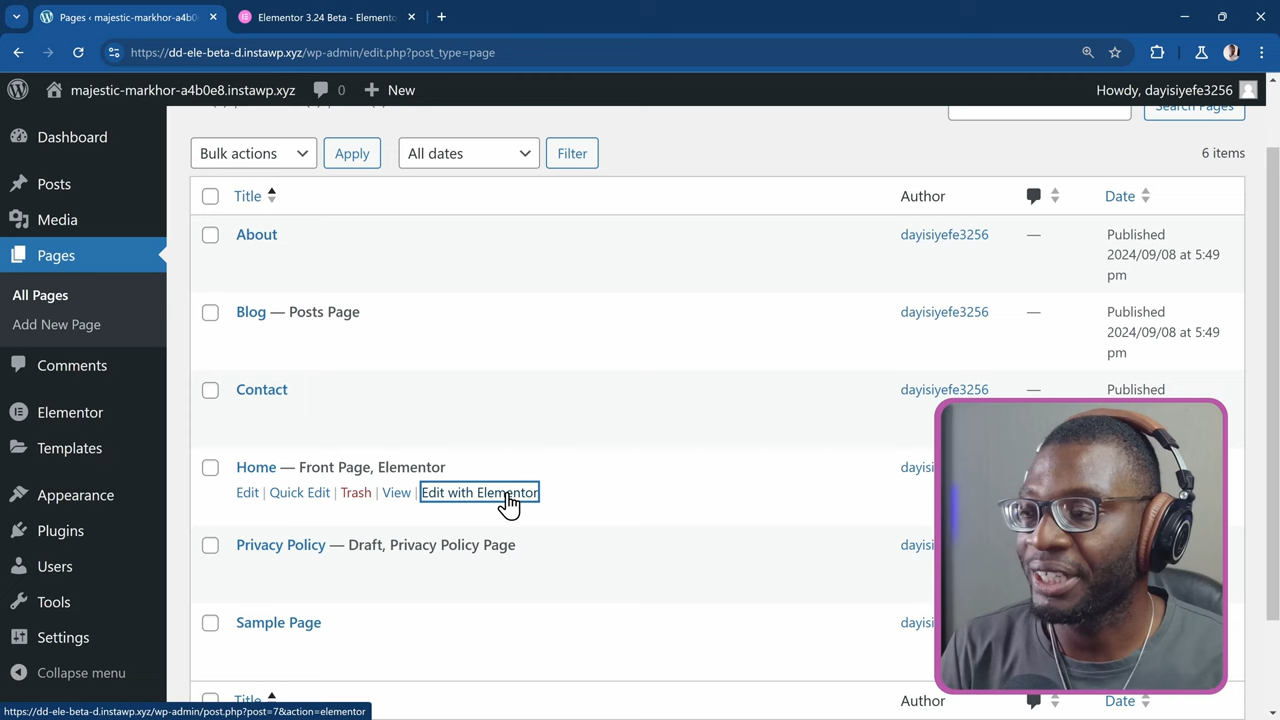 Pages ‹ majestic-markhor-a4b0
Elementor 3.24 Beta - Elemento
https://dd-ele-beta-d.instawp.xyz/wp-admin/edit.php?post_type=page
majestic-markhor-a4b0e8.instawp.xyz
0
New
Howdy, dayisiyefe3256
Search Pages
Dashboard
Posts
Media
Pages
All Pages
Add New Page
Comments
Elementor
Templates
Appearance
Plugins
Users
Tools
Settings
Collapse menu
Bulk actions
Apply
All dates
Filter
6 items
Title
Author
Date
About
dayisiyefe3256
—
Published
2024/09/08 at 5:49
pm
Blog — Posts Page
dayisiyefe3256
—
Published
2024/09/08 at 5:49
pm
Contact
dayisiyefe3256
—
Published
Home — Front Page, Elementor
dayisi
Edit | Quick Edit | Trash | View | Edit with Elementor
Privacy Policy — Draft, Privacy Policy Page
dayisi
Sample Page
dayisi
Title
Author
Date
https://dd-ele-beta-d.instawp.xyz/wp-admin/post.php?post=7&action=elementor